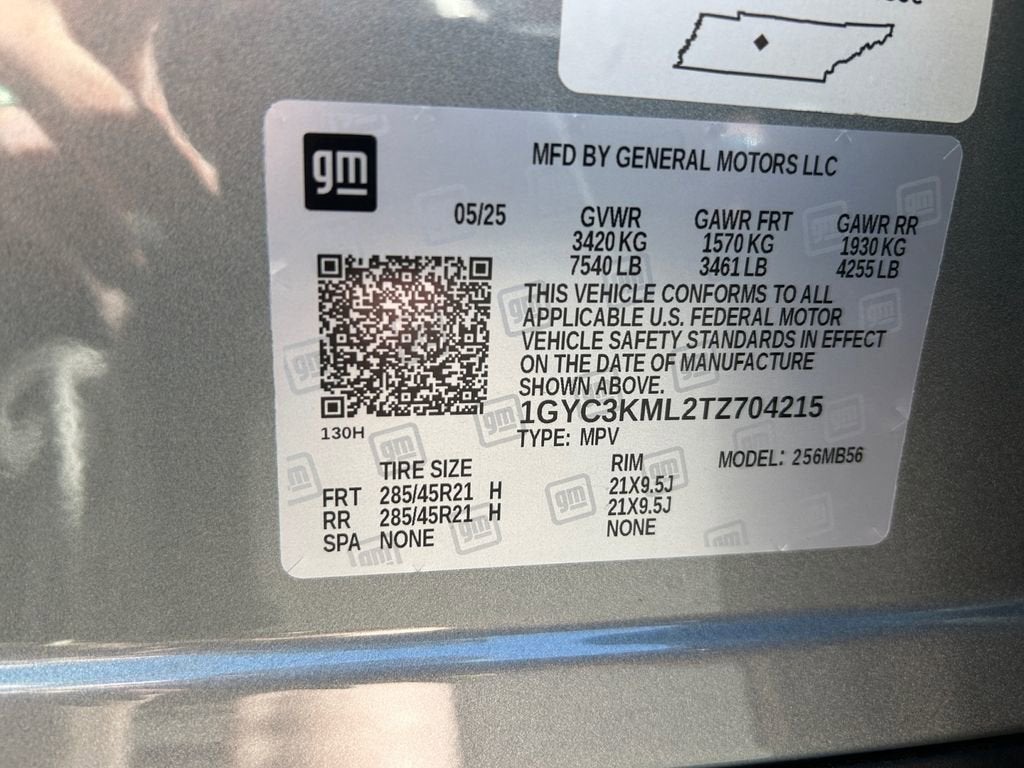 gm
MFD BY GENERAL MOTORS LLC
05/25 GVWR GAWR FRT GAWR RR
3420 KG 1570 KG 1930 KG
7540 LB 3461 LB 4255 LB
THIS VEHICLE CONFORMS TO ALL
APPLICABLE U.S. FEDERAL MOTOR
VEHICLE SAFETY STANDARDS IN EFFECT
ON THE DATE OF MANUFACTURE
SHOWN ABOVE.
1GYC3KML2TZ704215
130H
TYPE: MPV MODEL: 256MB56
TIRE SIZE RIM
FRT 285/45R21 H 21X9.5J
RR 285/45R21 H 21X9.5J
SPA NONE NONE